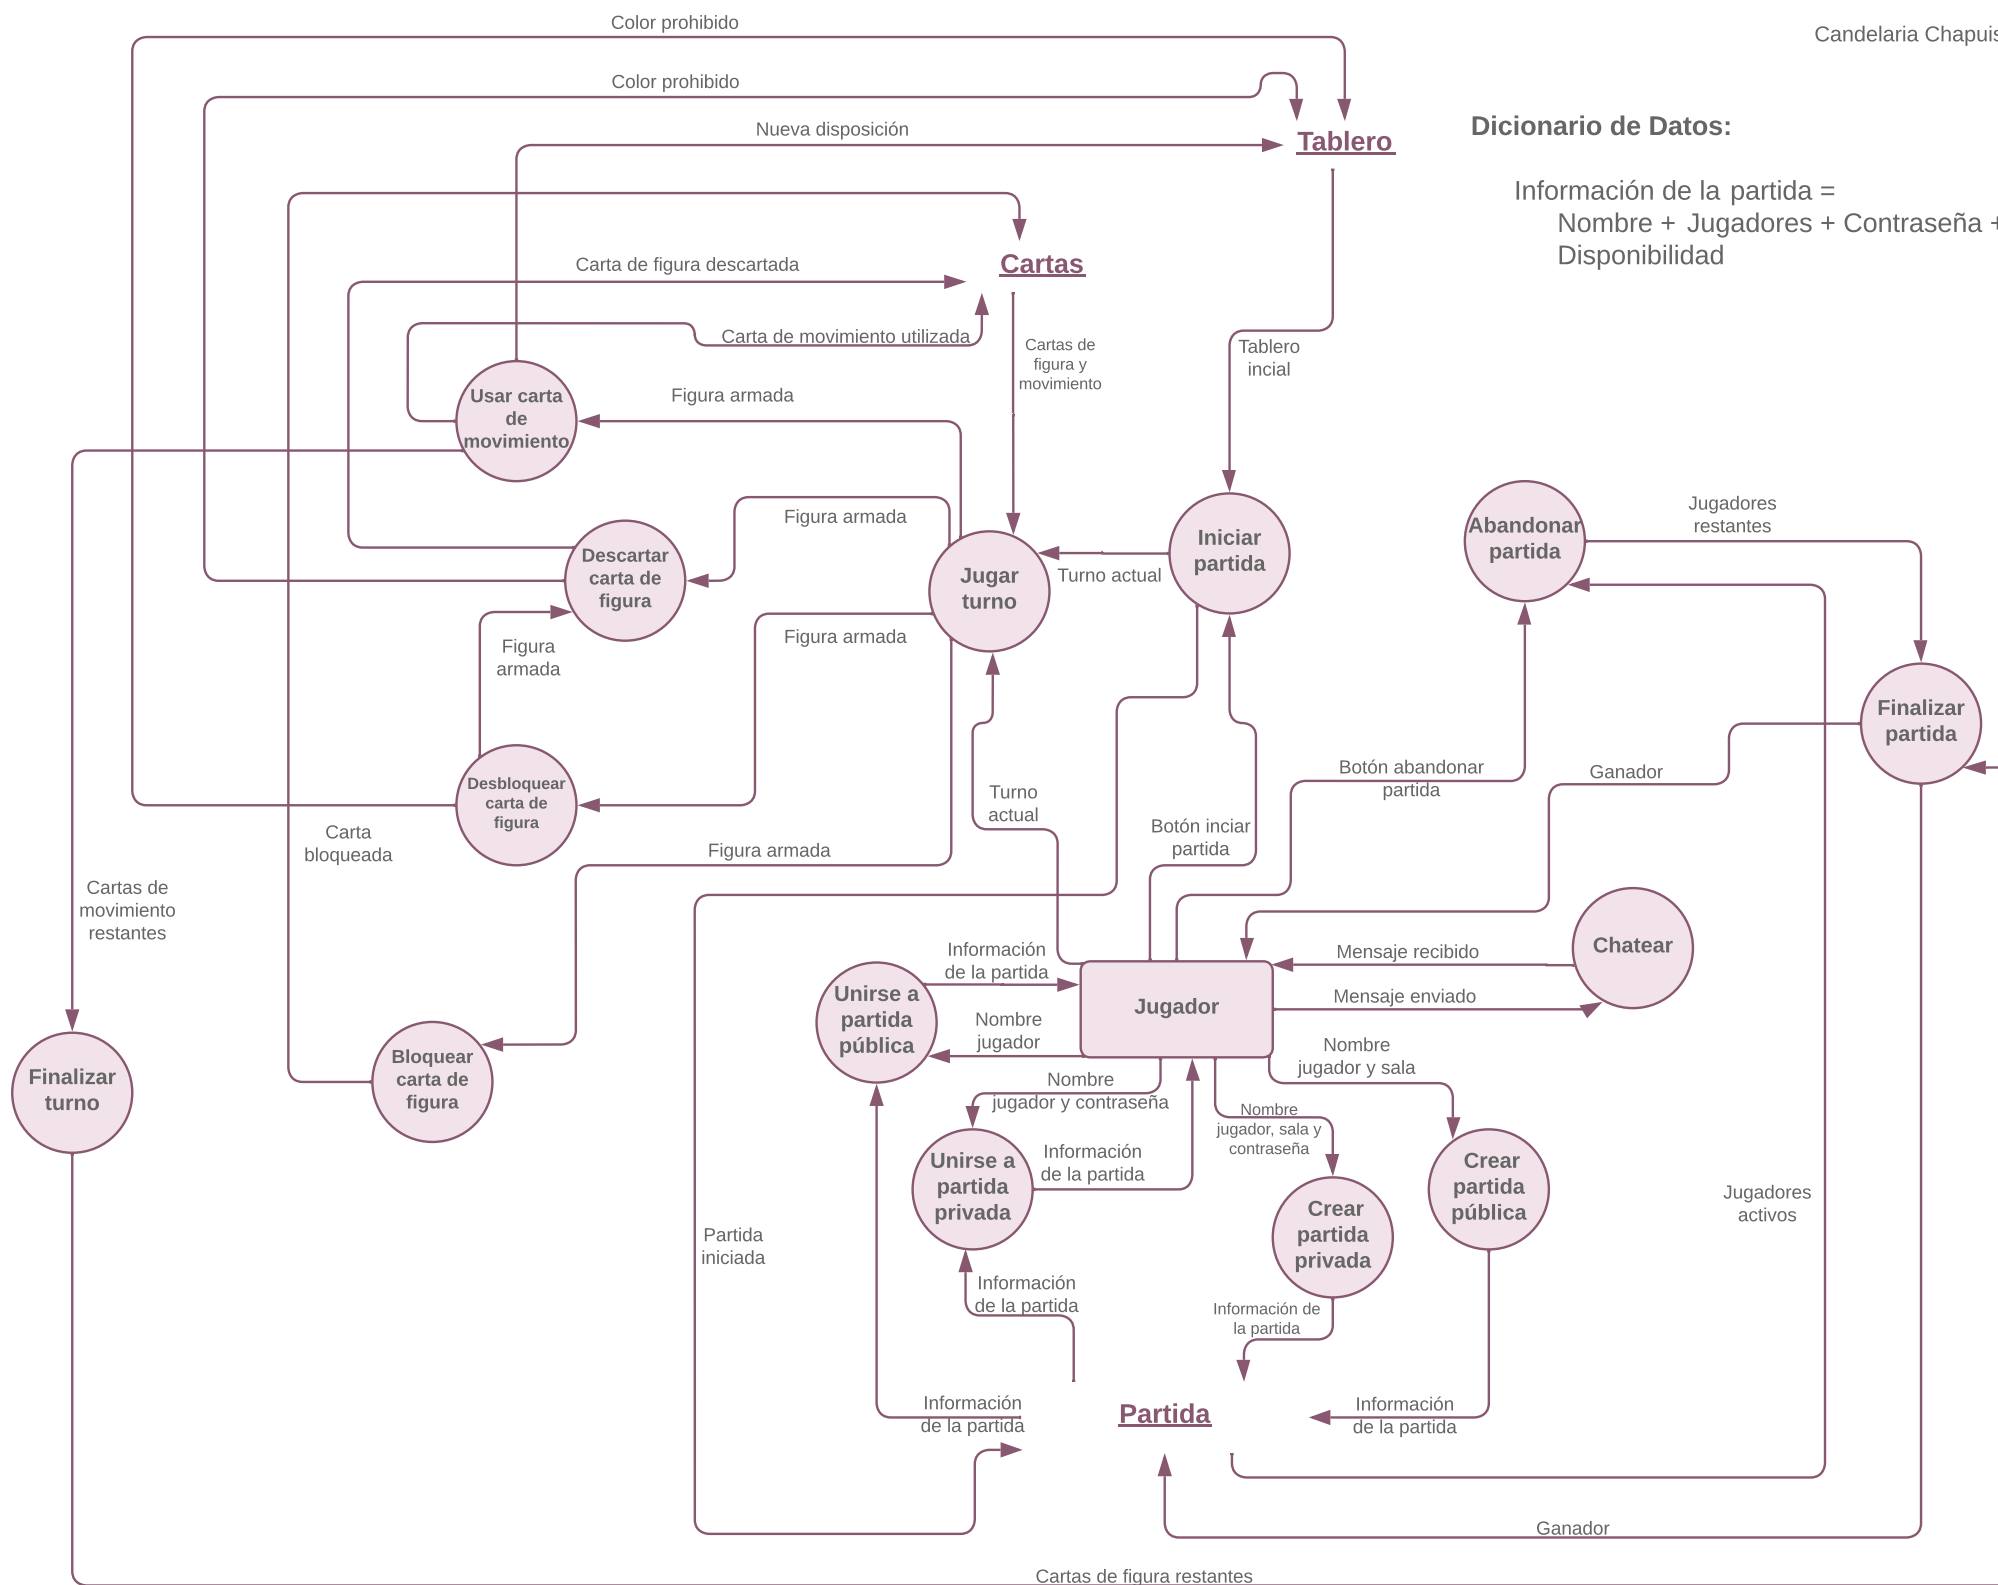 Color prohibido
Candelaria Chapuis
Color prohibido
Dicionario de Datos:
Nueva disposición
Tablero
Información de la partida =
Nombre + Jugadores + Contraseña +
Disponibilidad
Cartas
Carta de figura descartada
Carta de movimiento utilizada
Cartas de
figura y
movimiento
Tablero
incial
Usar carta
de
movimiento
Figura armada
Figura armada
Descartar
carta de
figura
Jugar
turno
Iniciar
partida
Turno actual
Abandonar
partida
Jugadores
restantes
Figura
armada
Figura armada
Finalizar
partida
Desbloquear
carta de
figura
Turno
actual
Botón inciar
partida
Botón abandonar
partida
Ganador
Carta
bloqueada
Figura armada
Cartas de
movimiento
restantes
Información
de la partida
Mensaje recibido
Chatear
Unirse a
partida
pública
Jugador
Mensaje enviado
Nombre
jugador
Nombre
jugador y sala
Finalizar
turno
Bloquear
carta de
figura
Nombre
jugador y contraseña
Nombre
jugador, sala y
contraseña
Unirse a
partida
privada
Información
de la partida
Crear
partida
privada
Crear
partida
pública
Jugadores
activos
Partida
iniciada
Información
de la partida
Información de
la partida
Información
de la partida
Partida
Información
de la partida
Ganador
Cartas de figura restantes